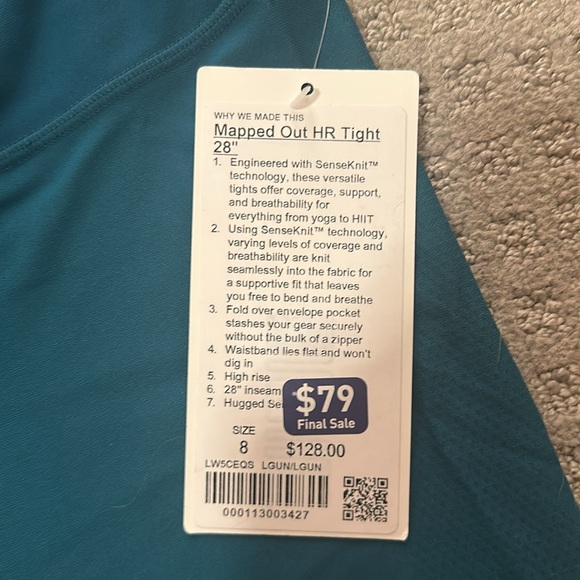 WHY WE MADE THIS
Mapped Out HR Tight
28"
1. Engineered with SenseKnit™
technology, these versatile
tights offer coverage, support,
and breathability for
everything from yoga to HIIT
2. Using SenseKnit™ technology,
varying levels of coverage and
breathability are knit
seamlessly into the fabric for
a supportive fit that leaves
you free to bend and breathe
3. Fold over envelope pocket
stashes your gear securely
without the bulk of a zipper
4. Waistband lies flat and won't
dig in
5. High rise
6. 28" inseam
7. Hugged
$79
Final Sale
SIZE
8 $128.00
LW5CEQS LGUN/LGUN
000113003427